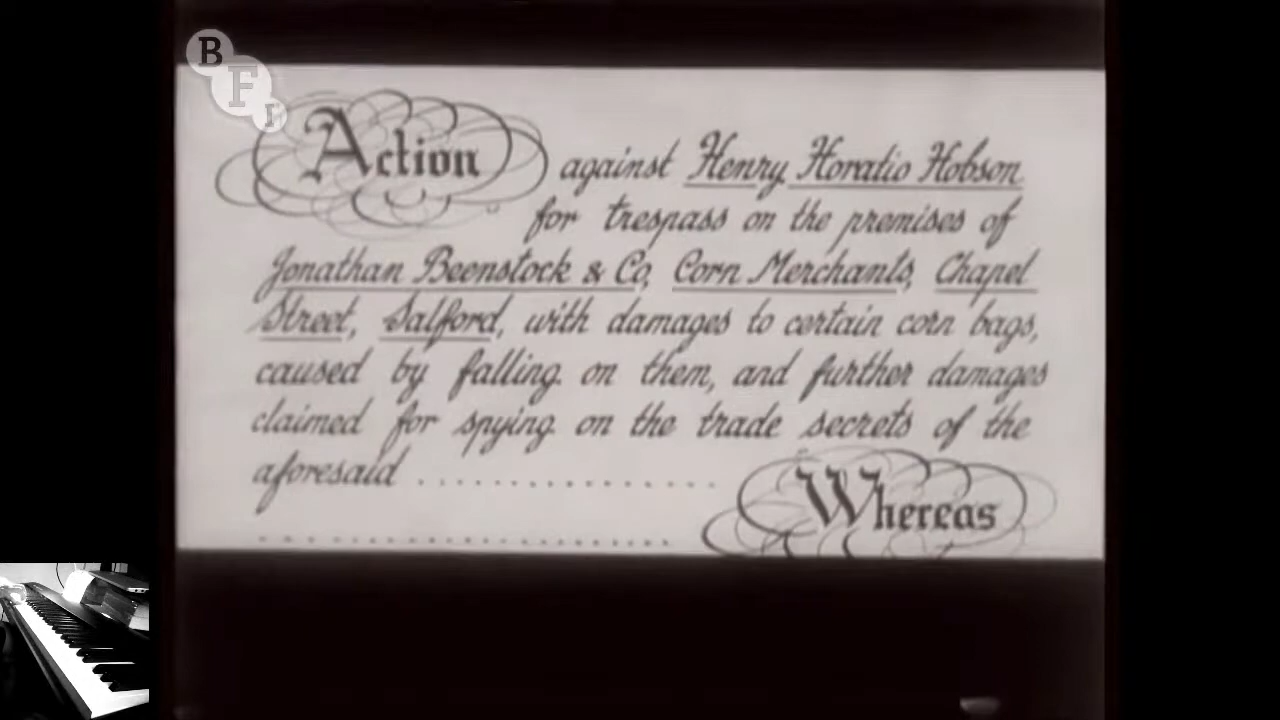 BFI
Action against Henry Horatio Hobson
for trespass on the premises of
Jonathan Beenstock & Co, Corn Merchants, Chapel
Street, Salford, with damages to certain corn bags,
caused by falling on them, and further damages
claimed for spying on the trade secrets of the
aforesaid ....................
Whereas